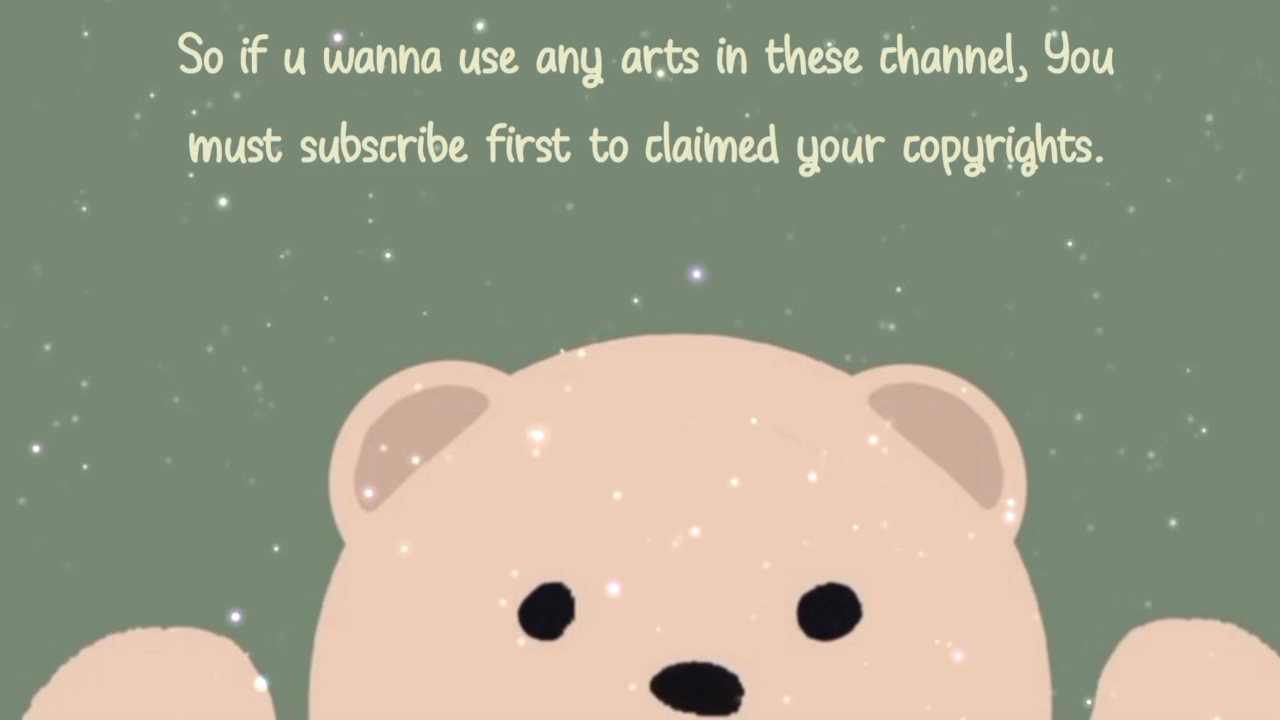 So if u wanna use any arts in these channel, You
must subscribe first to claimed your copyrights.